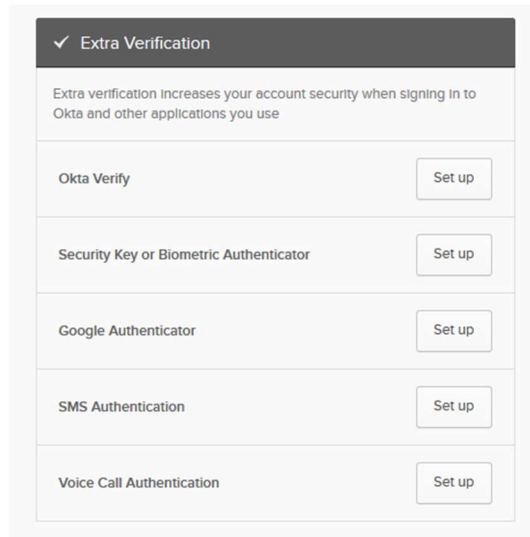 Extra Verification
Extra verification increases your account security when signing in to
Okta and other applications you use
Okta Verify
Set up
Security Key or Biometric Authenticator
Set up
Google Authenticator
Set up
SMS Authentication
Set up
Voice Call Authentication
Set up